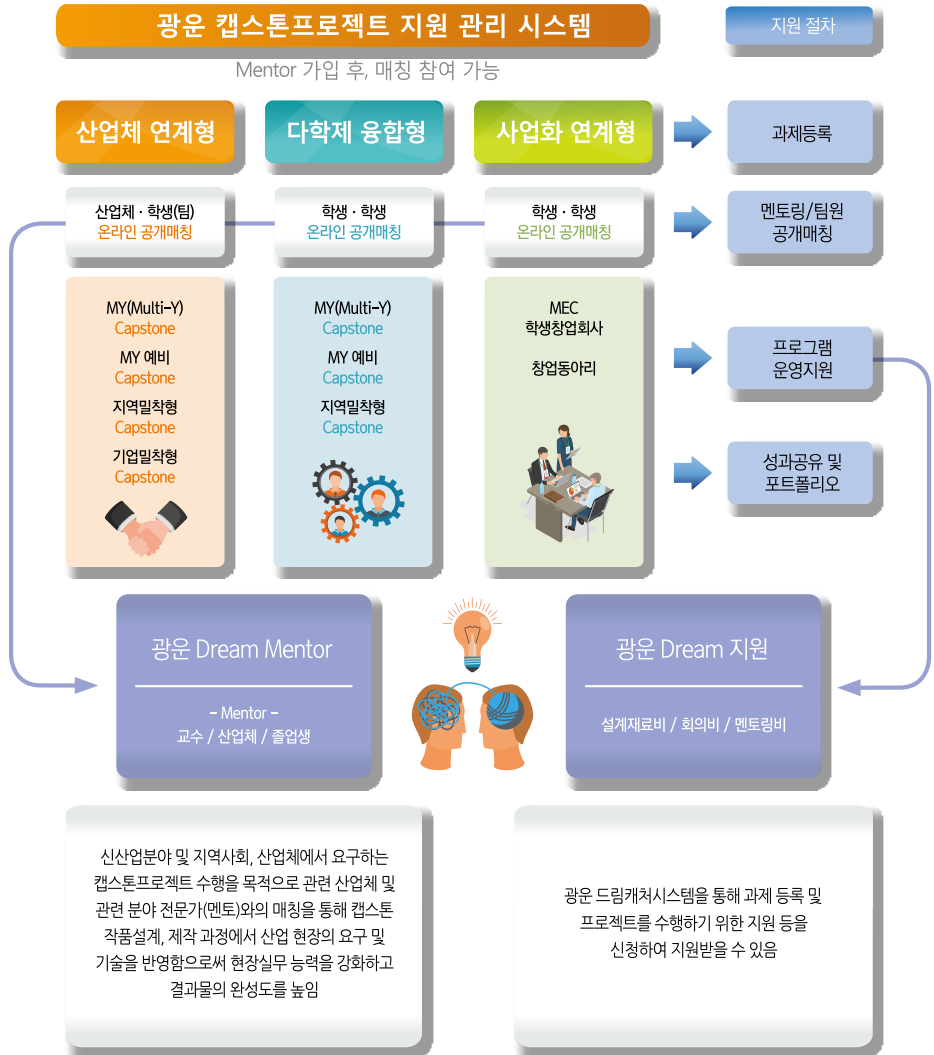 광운 캡스톤프로젝트 지원 관리 시스템
지원 절차
Mentor 가입 후, 매칭 참여 가능
산업체 연계형
다학제 융합형
사업화 연계형
과제등록
산업체 · 학생(팀)
온라인 공개매칭
학생 · 학생
온라인 공개매칭
학생 · 학생
온라인 공개매칭
멘토링/팀원
공개매칭
MY(Multi-Y)
Capstone
MY 예비
Capstone
지역밀착형
Capstone
기업밀착형
Capstone
MY(Multi-Y)
Capstone
MY 예비
Capstone
지역밀착형
Capstone
MEC
학생창업회사
창업동아리
프로그램
운영지원
성과공유 및
포트폴리오
광운 Dream Mentor
- Mentor -
교수 / 산업체 / 졸업생
광운 Dream 지원
설계재료비 / 회의비 / 멘토링비
신산업분야 및 지역사회, 산업체에서 요구하는
캡스톤프로젝트 수행을 목적으로 관련 산업체 및
관련 분야 전문가(멘토)와의 매칭을 통해 캡스톤
작품설계, 제작 과정에서 산업 현장의 요구 및
기술을 반영함으로써 현장실무 능력을 강화하고
결과물의 완성도를 높임
광운 드림캐처시스템을 통해 과제 등록 및
프로젝트를 수행하기 위한 지원 등을
신청하여 지원받을 수 있음